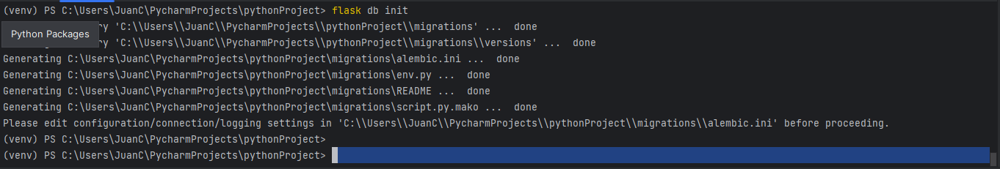 (venv) PS C:\Users\JuanC\PycharmProjects\pythonProject> flask db init
Python Packages
'C:\\Users\\JuanC\\PycharmProjects\\pythonProject\\migrations' ...  done
'C:\\Users\\JuanC\\PycharmProjects\\pythonProject\\migrations\\versions' ...  done
Generating C:\Users\JuanC\PycharmProjects\pythonProject\migrations\alembic.ini ...  done
Generating C:\Users\JuanC\PycharmProjects\pythonProject\migrations\env.py ...  done
Generating C:\Users\JuanC\PycharmProjects\pythonProject\migrations\README ...  done
Generating C:\Users\JuanC\PycharmProjects\pythonProject\migrations\script.py.mako ...  done
Please edit configuration/connection/logging settings in 'C:\\Users\\JuanC\\PycharmProjects\\pythonProject\\migrations\\alembic.ini' before proceeding.
(venv) PS C:\Users\JuanC\PycharmProjects\pythonProject>
(venv) PS C:\Users\JuanC\PycharmProjects\pythonProject>